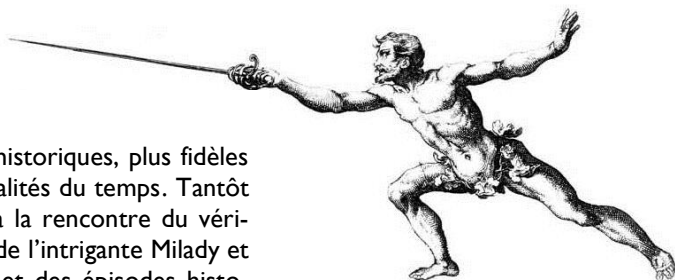 historiques, plus fidèles
alités du temps. Tantôt
à la rencontre du véri-
de l’intrigante Milady et
et des épisodes histo-